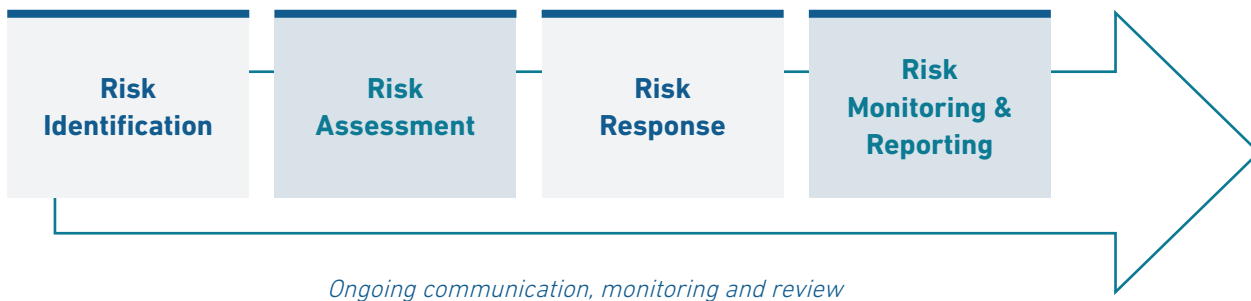 Risk
Identification
Risk
Assessment
Risk
Response
Risk
Monitoring &
Reporting
Ongoing communication, monitoring and review